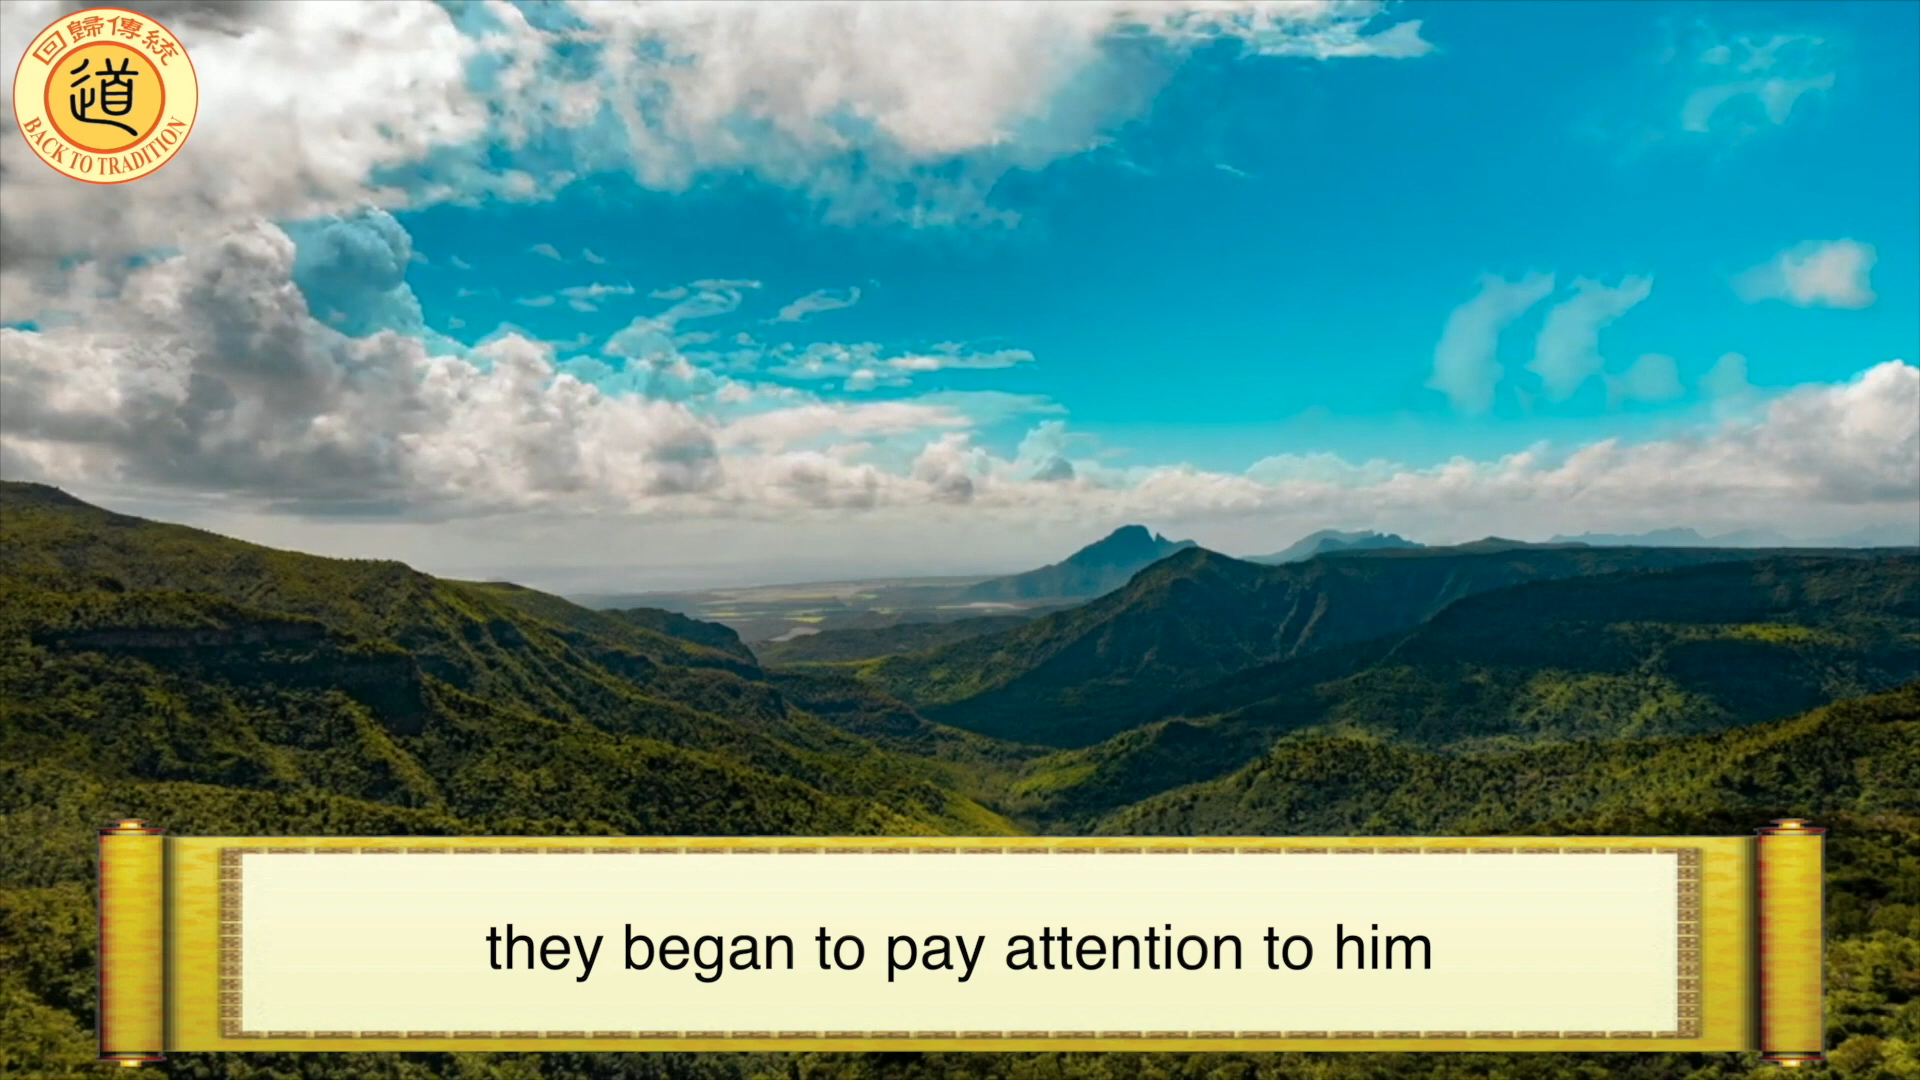 回歸傳統
道
BACK TO TRADITION
they began to pay attention to him